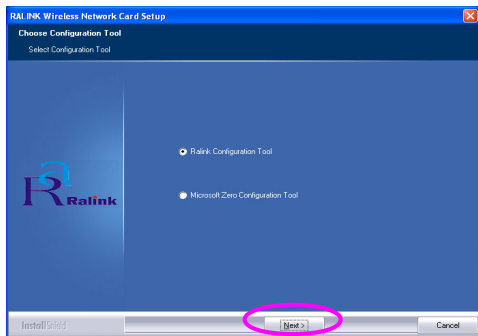 RALINK Wireless Network Card Setup
Choose Configuration Tool
Select Configuration Tool
Ralink Configuration Tool
Microsoft Zero Configuration Tool
Ralink
InstallShield
Next >
Cancel